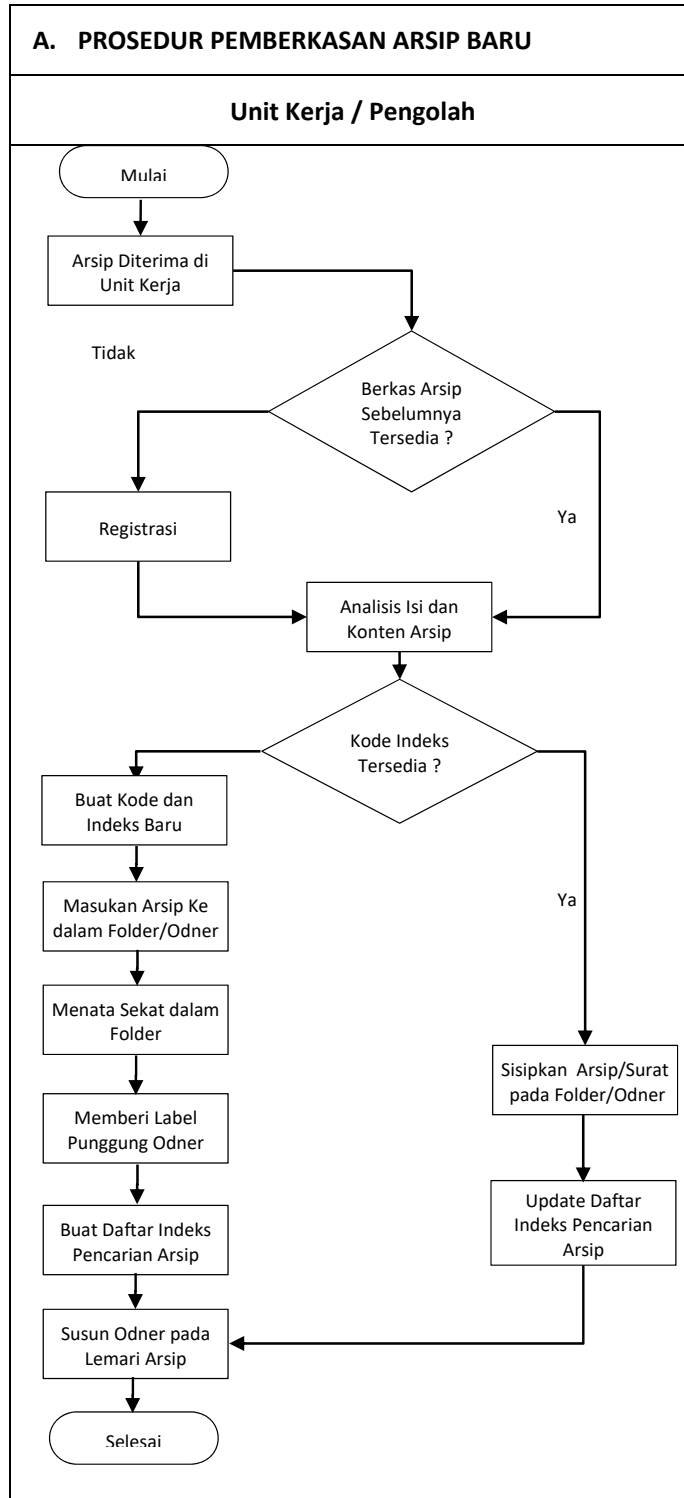 A. PROSEDUR PEMBERKASAN ARSIP BARU
Unit Kerja / Pengolah
Mulai
Arsip Diterima di
Unit Kerja
Tidak
Berkas Arsip
Sebelumnya
Tersedia ?
Registrasi
Ya
Analisis Isi dan
Konten Arsip
Kode Indeks
Tersedia ?
Buat Kode dan
Indeks Baru
Masukan Arsip Ke
dalam Folder/Odner
Ya
Menata Sekat dalam
Folder
Sisipkan Arsip/Surat
pada Folder/Odner
Memberi Label
Punggung Odner
Update Daftar
Indeks Pencarian
Arsip
Buat Daftar Indeks
Pencarian Arsip
Susun Odner pada
Lemari Arsip
Selesai